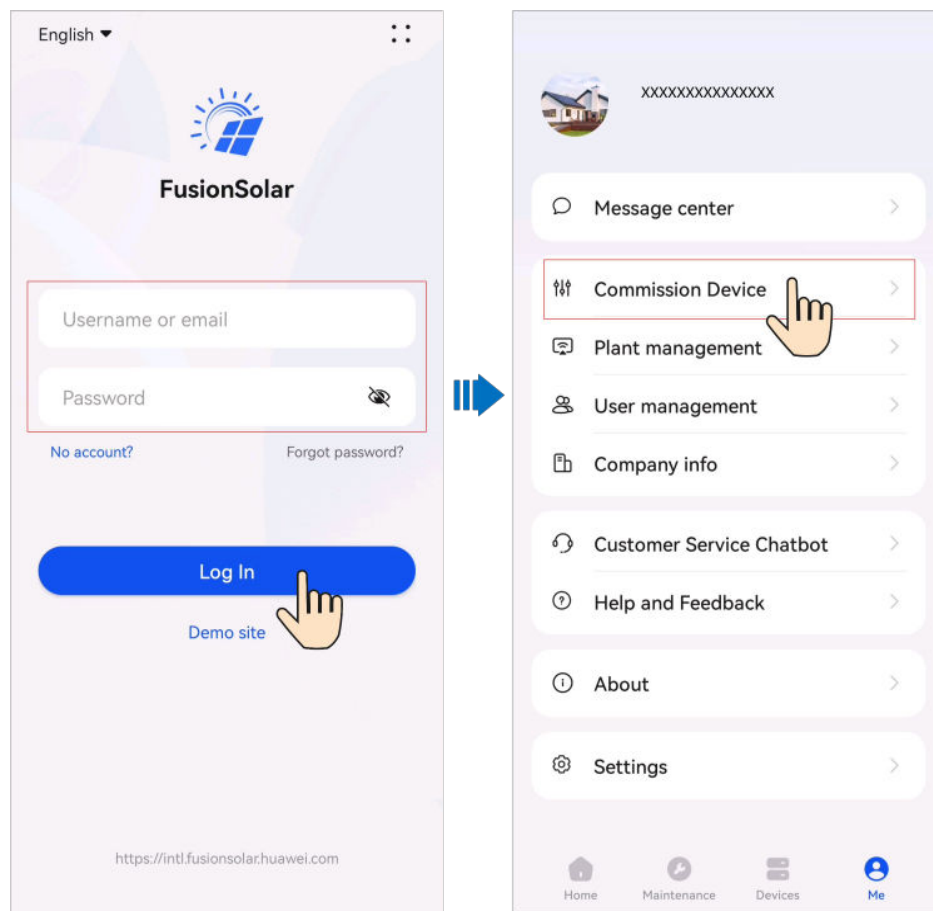 English
FusionSolar
Username or email
Password
No account?
Forgot password?
Log In
Demo site
https://intl.fusionsolar.huawei.com
xxxxxxxxxxxxxxx
Message center
Commission Device
Plant management
User management
Company info
Customer Service Chatbot
Help and Feedback
About
Settings
Home
Maintenance
Devices
Me